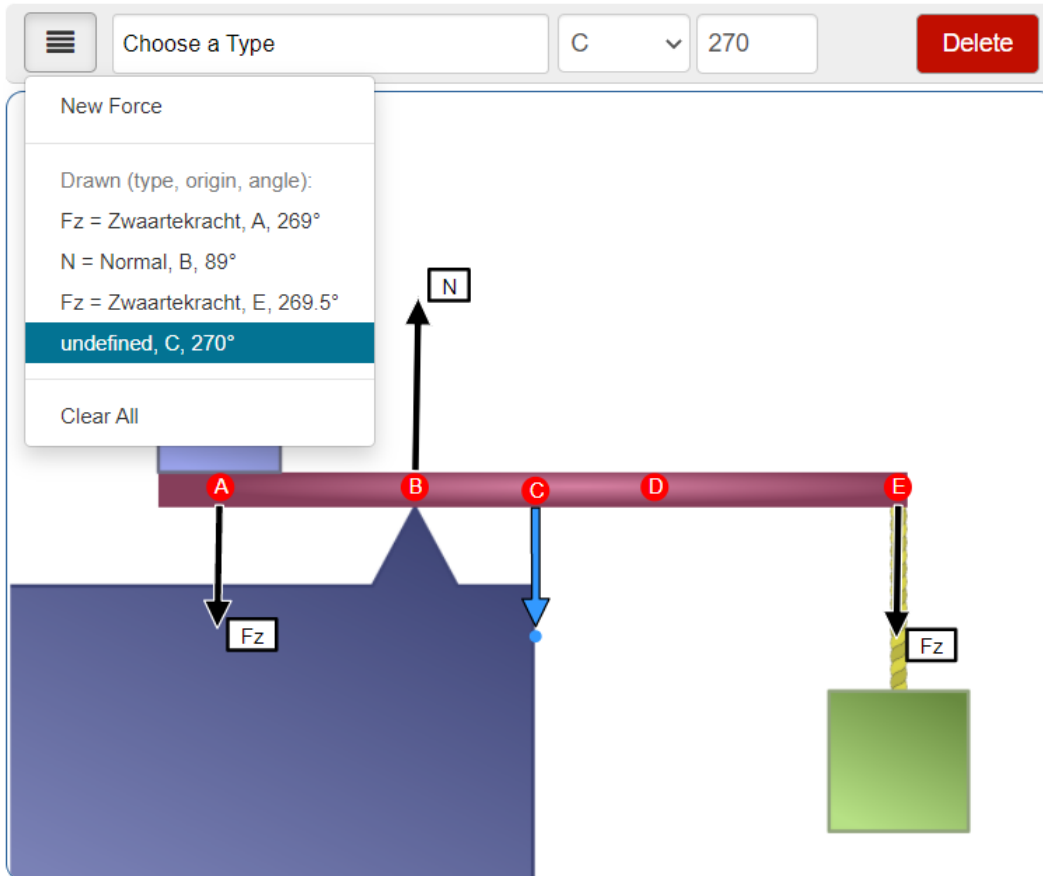 Choose a Type
C
270
Delete
New Force
Drawn (type, origin, angle):
Fz = Zwaartekracht, A, 269°
N = Normal, B, 89°
Fz = Zwaartekracht, E, 269.5°
undefined, C, 270°
Clear All
N
A
B
C
D
E
Fz
Fz